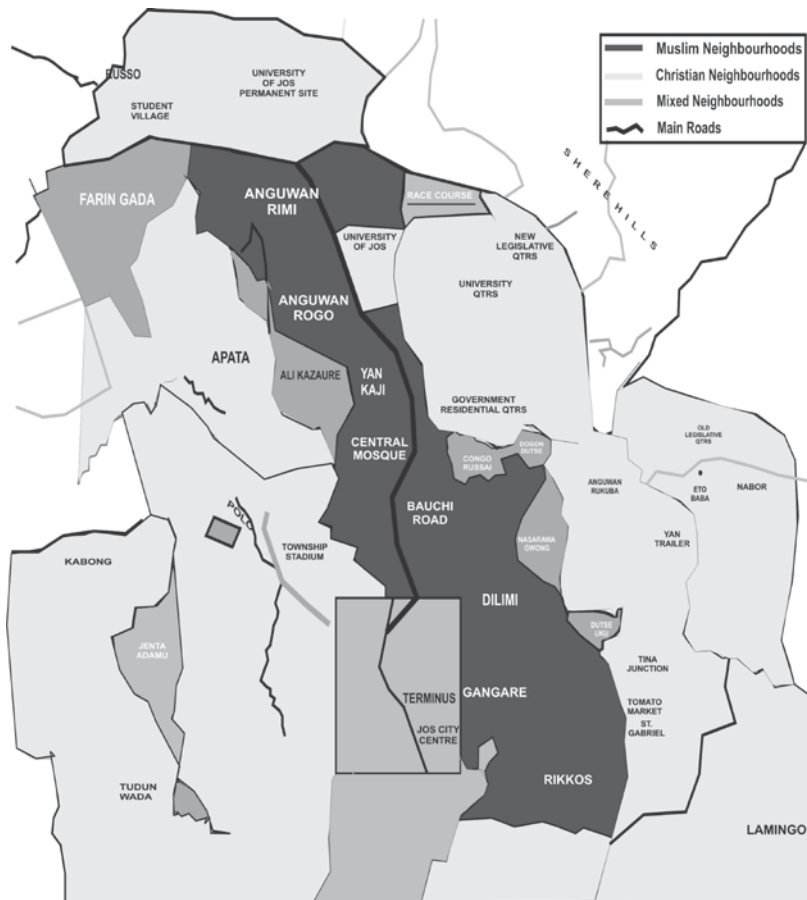 Muslim Neighbourhoods
Christian Neighbourhoods
Mixed Neighbourhoods
Main Roads
RUSSO
UNIVERSITY
OF JOS
PERMANENT SITE
STUDENT
VILLAGE
SHERE HILLS
FARIN GADA
ANGUWAN
RIMI
RACE COURSE
UNIVERSITY
OF JOS
NEW
LEGISLATIVE
QTRS
UNIVERSITY
QTRS
ANGUWAN
ROGO
APATA
ALI KAZAURE
YAN
KAJI
GOVERNMENT
RESIDENTIAL QTRS
CENTRAL
MOSQUE
CONGO
RUSSAI
DOGON
DUTSE
OLD
LEGISLATIVE
QTRS
ANGUWAN
RUKUBA
ETO
BABA
NABOR
BAUCHI
ROAD
POLO
NASARAWA
GWONG
YAN
TRAILER
TOWNSHIP
STADIUM
KABONG
DILIMI
DUTSE
UKU
JENTA
ADAMU
TINA
JUNCTION
TERMINUS
GANGARE
TOMATO
MARKET
ST.
GABRIEL
JOS CITY
CENTRE
TUDUN
WADA
RIKKOS
LAMINGO